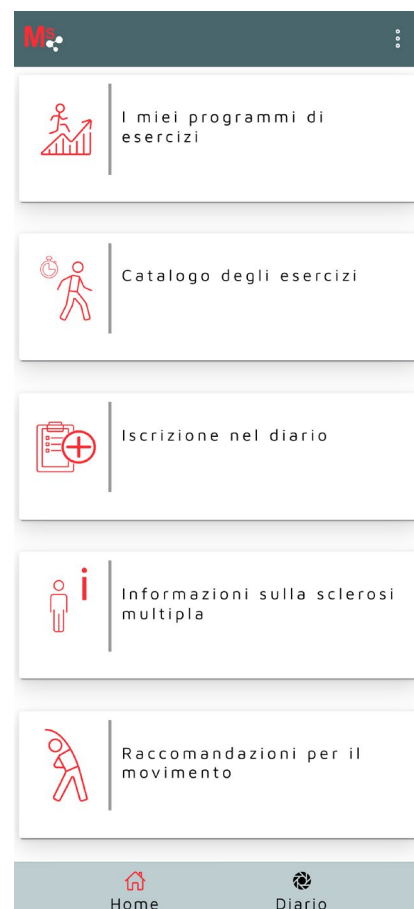 Ms
I miei programmi di
esercizi
Catalogo degli esercizi
Iscrizione nel diario
i
Informazioni sulla sclerosi
multipla
Raccomandazioni per il
movimento
Home
Diario